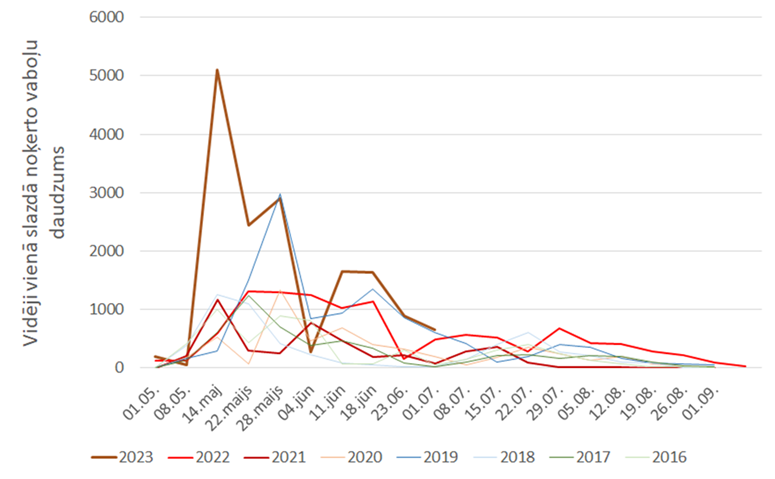 Vidēji vienā slazdā noķerto vaboļu
daudzums
6000
5000
4000
3000
2000
1000
0
01.05.
08.05.
14.maj
22.maijs
28.maijs
04.jūn
11.jūn
18.jūn
23.06.
01.07.
08.07.
15.07.
22.07.
29.07.
05.08.
12.08.
19.08.
26.08.
01.09.
2023 2022 2021 2020 2019 2018 2017 2016